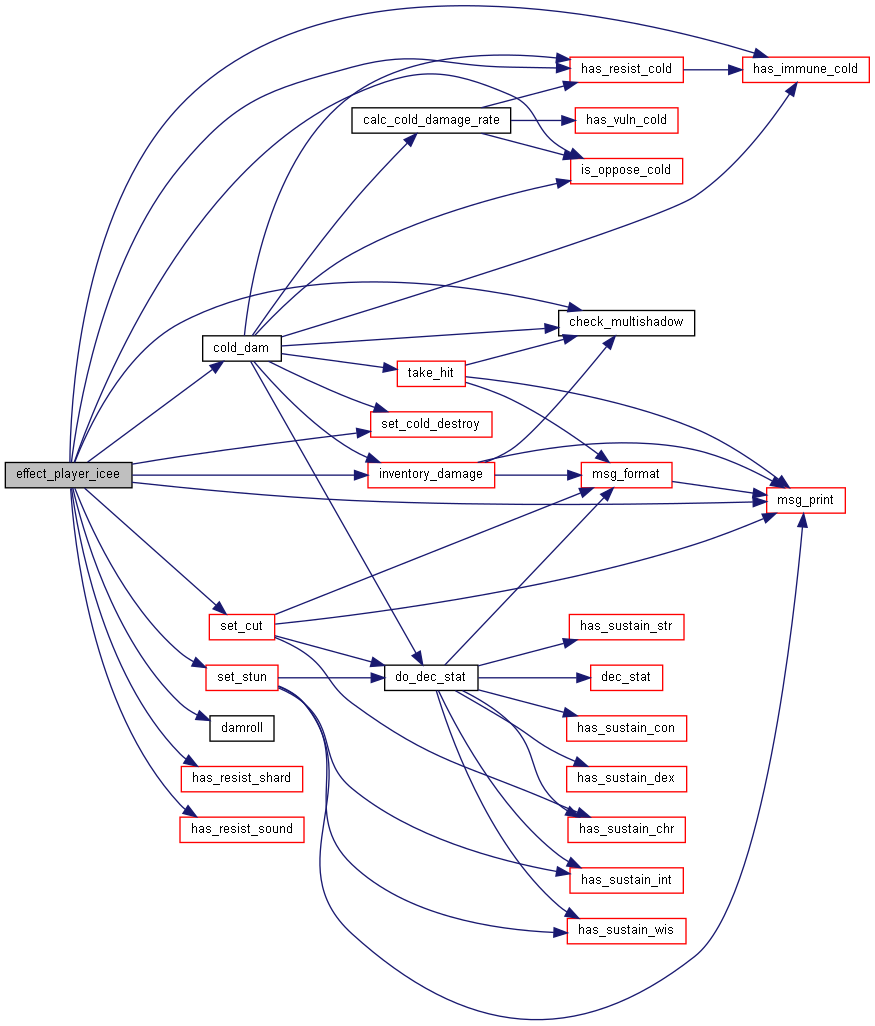 has_resist_cold
has_immune_cold
calc_cold_damage_rate
has_vuln_cold
is_oppose_cold
check_multishadow
cold_dam
take_hit
set_cold_destroy
effect_player_icee
inventory_damage
msg_format
msg_print
set_cut
has_sustain_str
set_stun
do_dec_stat
dec_stat
damroll
has_sustain_con
has_resist_shard
has_sustain_dex
has_resist_sound
has_sustain_chr
has_sustain_int
has_sustain_wis